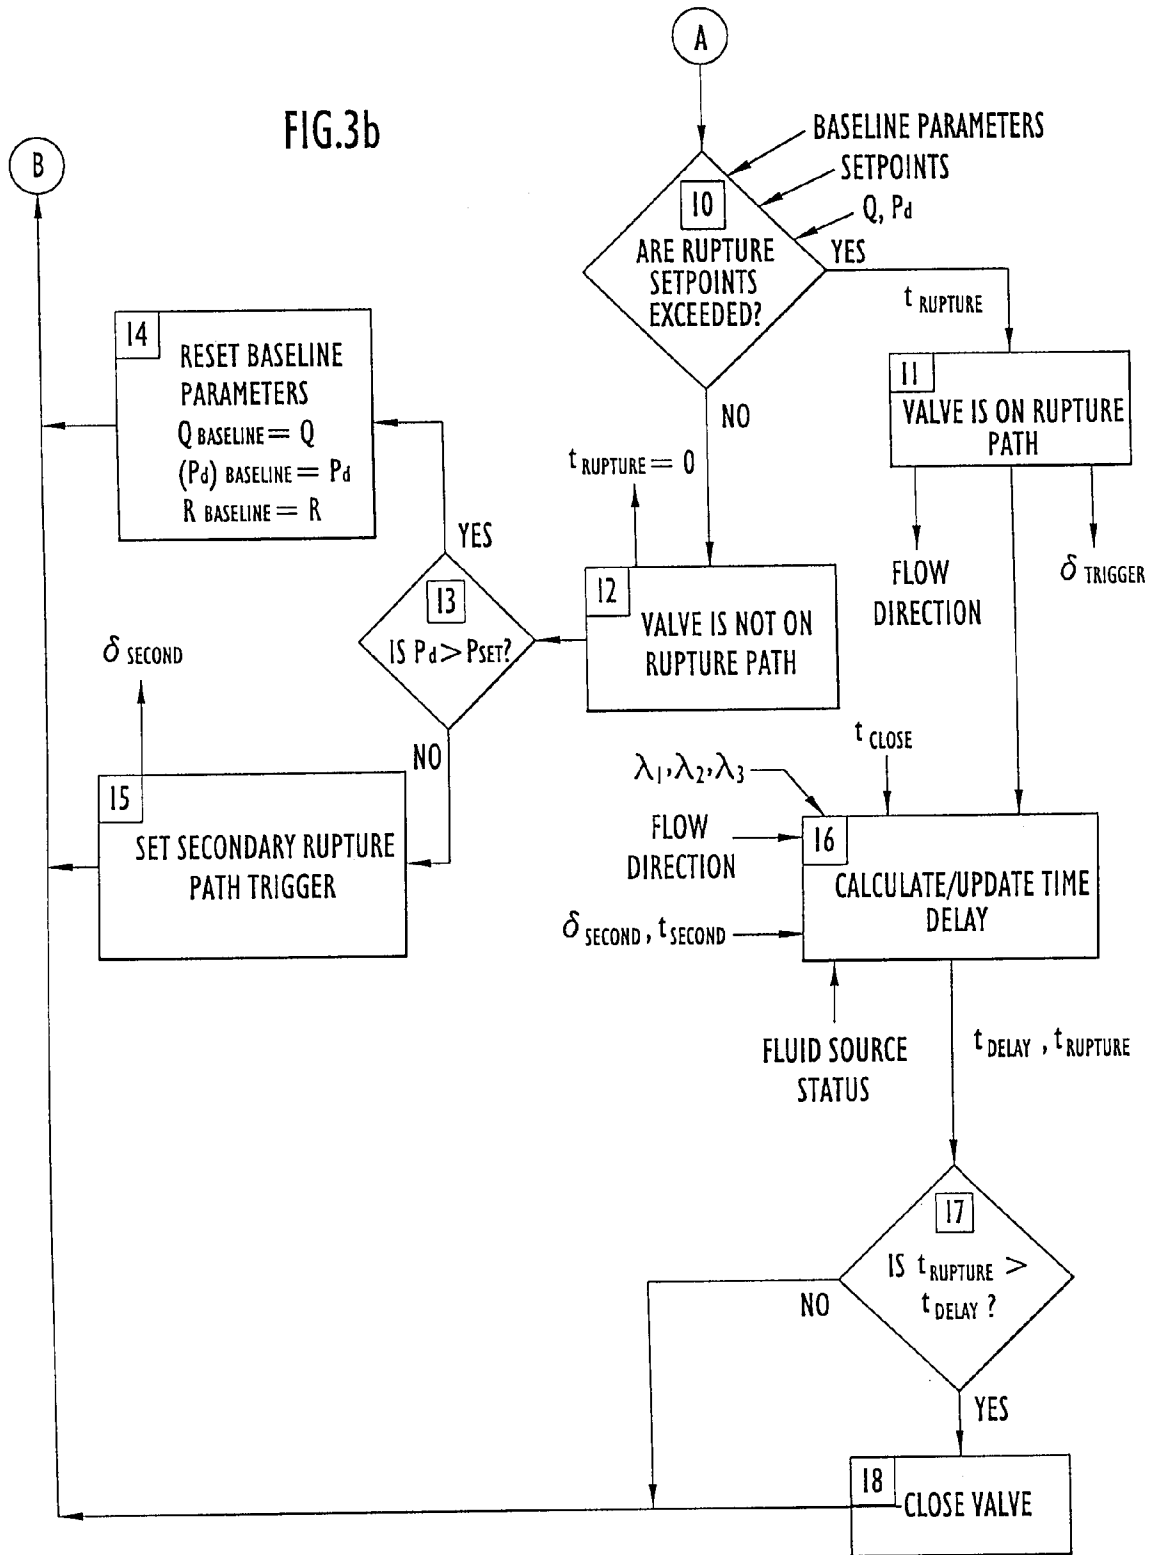 A
FIG.3b
BASELINE PARAMETERS
SETPOINTS
Q, Pd
B
10
ARE RUPTURE
SETPOINTS
EXCEEDED?
YES
t RUPTURE
NO
11
VALVE IS ON RUPTURE
PATH
FLOW
DIRECTION
δ TRIGGER
14
RESET BASELINE
PARAMETERS
Q BASELINE = Q
(Pd) BASELINE = Pd
R BASELINE = R
t RUPTURE = 0
YES
13
IS Pd > PSET?
NO
12
VALVE IS NOT ON
RUPTURE PATH
δ SECOND
15
SET SECONDARY RUPTURE
PATH TRIGGER
t CLOSE
λ1, λ2, λ3
FLOW
DIRECTION
δ SECOND, t SECOND
16
CALCULATE/UPDATE TIME
DELAY
FLUID SOURCE
STATUS
t DELAY , t RUPTURE
17
IS t RUPTURE >
t DELAY ?
NO
YES
18
CLOSE VALVE